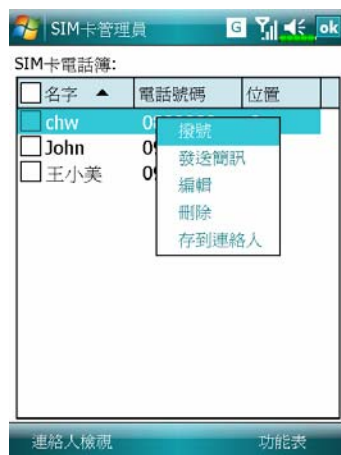 SIM卡管理員 G ok
SIM卡電話簿:
名字 電話號碼 位置
chw
John 09
王小美 09
撥號
發送簡訊
編輯
刪除
存到連絡人
連絡人檢視 功能表